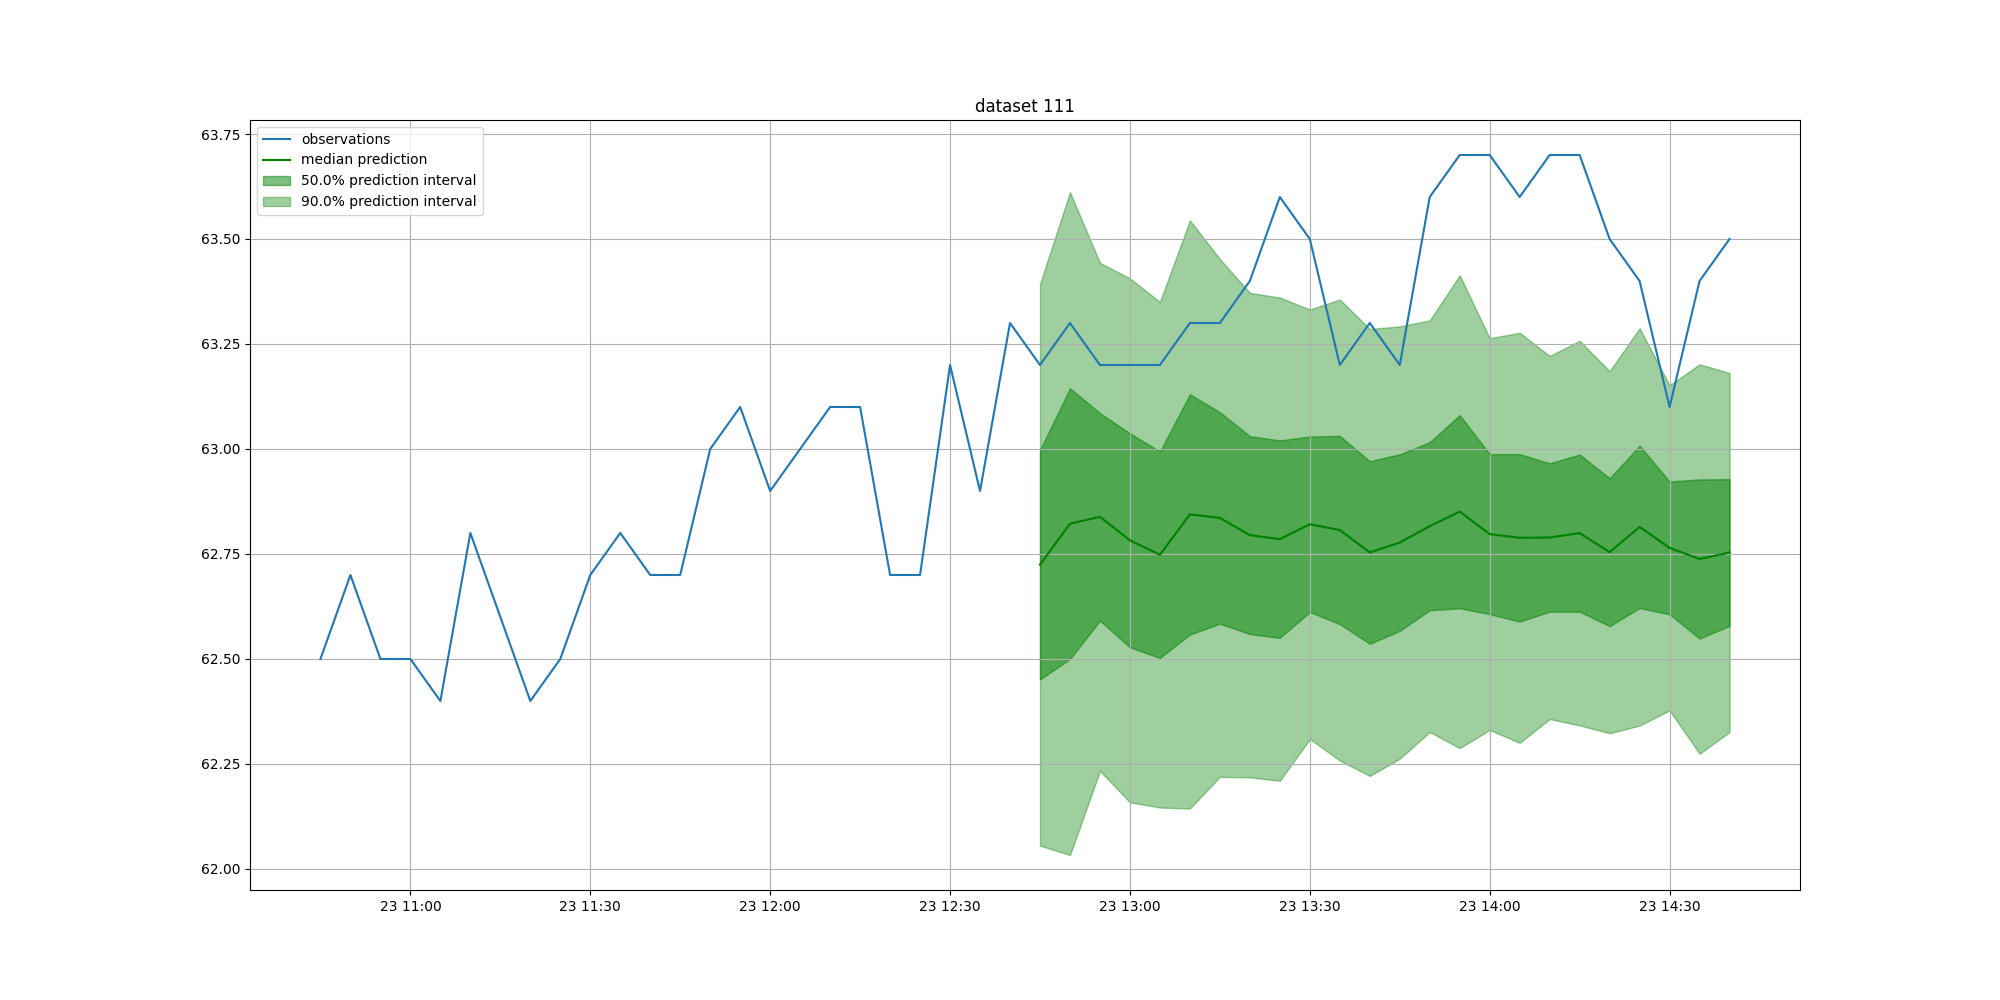 dataset 111
63.75
63.50
63.25
63.00
62.75
62.50
62.25
62.00
observations
median prediction
50.0% prediction interval
90.0% prediction interval
23 11:00 23 11:30 23 12:00 23 12:30 23 13:00 23 13:30 23 14:00 23 14:30